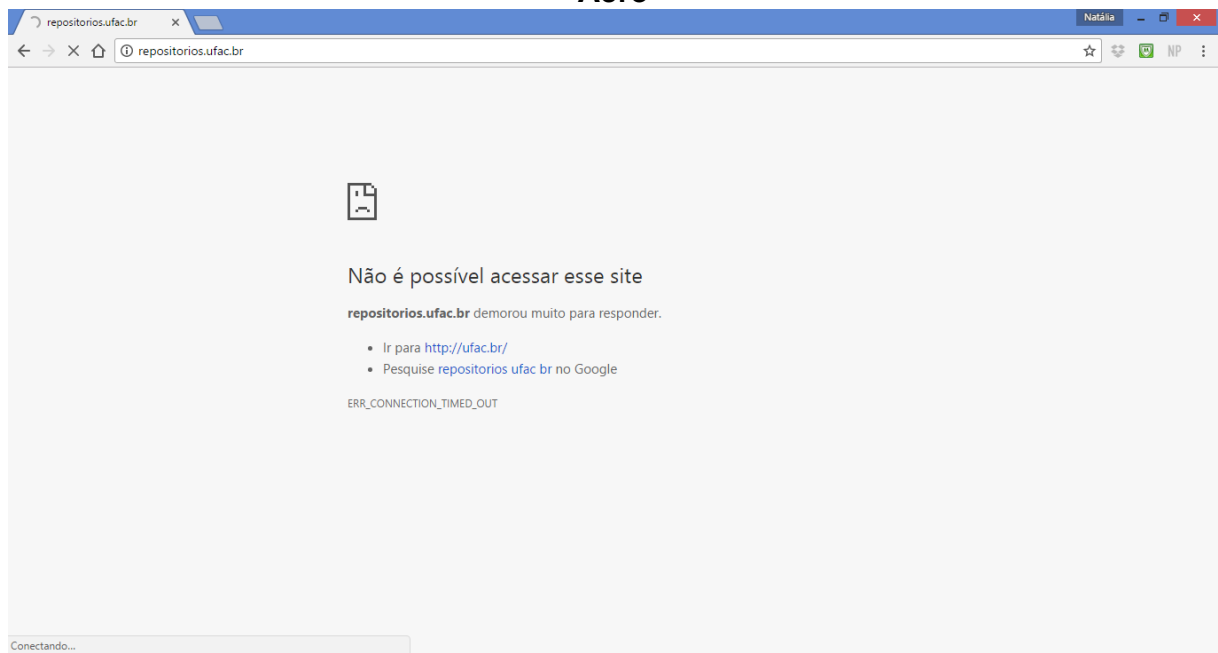 Acre
repositorios.ufac.br
Natália
repositorios.ufac.br
NP
Não é possível acessar esse site
repositorios.ufac.br demorou muito para responder.
Ir para http://ufac.br/
Pesquise repositorios ufac br no Google
ERR_CONNECTION_TIMED_OUT
Conectando...